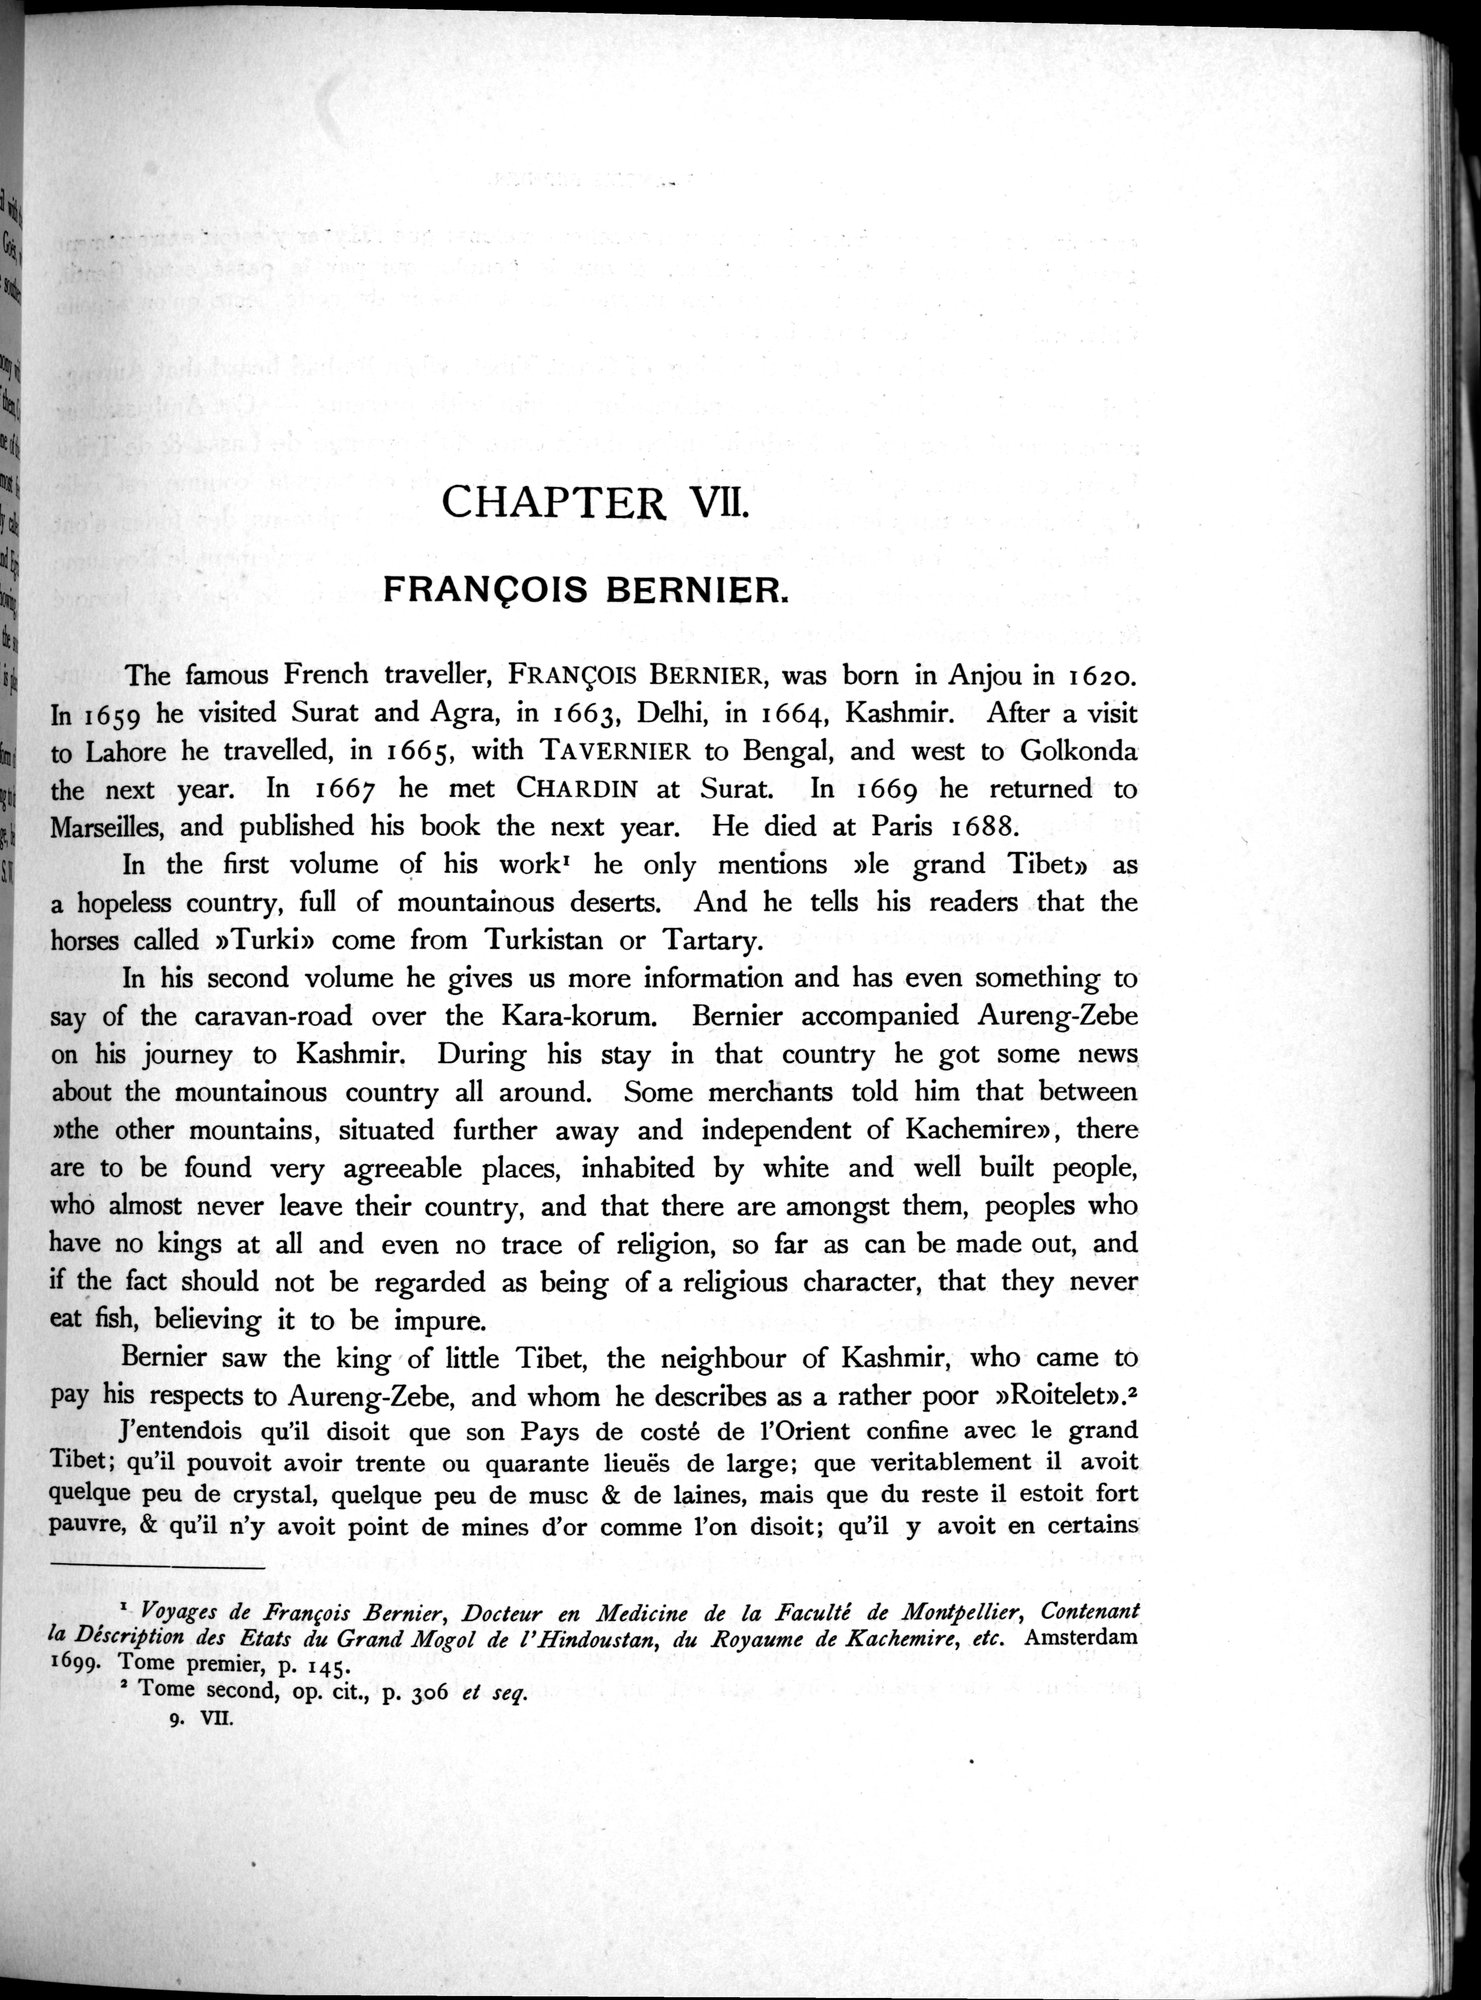 CHAPTER VII.
FRANÇOIS BERNIER.
The famous French traveller, FRANÇOIS BERNIER, was born in Anjou in 1620.
In 1659 he visited Surat and Agra, in 1663, Delhi, in 1664, Kashmir. After a visit
to Lahore he travelled, in 1665, with TAVERNIER to Bengal, and west to Golkonda
the next year. In 1667 he met CHARDIN at Surat. In 1669 he returned to
Marseilles, and published his book the next year. He died at Paris 1688.
In the first volume of his work¹ he only mentions »le grand Tibet» as
a hopeless country, full of mountainous deserts. And he tells his readers that the
horses called »Turki» come from Turkistan or Tartary.
In his second volume he gives us more information and has even something to
say of the caravan-road over the Kara-korum. Bernier accompanied Aureng-Zebe
on his journey to Kashmir. During his stay in that country he got some news
about the mountainous country all around. Some merchants told him that between
»the other mountains, situated further away and independent of Kachemire», there
are to be found very agreeable places, inhabited by white and well built people,
who almost never leave their country, and that there are amongst them, peoples who
have no kings at all and even no trace of religion, so far as can be made out, and
if the fact should not be regarded as being of a religious character, that they never
eat fish, believing it to be impure.
Bernier saw the king of little Tibet, the neighbour of Kashmir, who came to
pay his respects to Aureng-Zebe, and whom he describes as a rather poor »Roitelet».²
J'entendois qu'il disoit que son Pays de costé de l'Orient confine avec le grand
Tibet; qu'il pouvoit avoir trente ou quarante lieuës de large; que veritablement il avoit
quelque peu de crystal, quelque peu de musc & de laines, mais que du reste il estoit fort
pauvre, & qu'il n'y avoit point de mines d'or comme l'on disoit; qu'il y avoit en certains
¹ Voyages de François Bernier, Docteur en Medicine de la Faculté de Montpellier, Contenant
la Déscription des Etats du Grand Mogol de l'Hindoustan, du Royaume de Kachemire, etc. Amsterdam
1699. Tome premier, p. 145.
² Tome second, op. cit., p. 306 et seq.
9. VII.